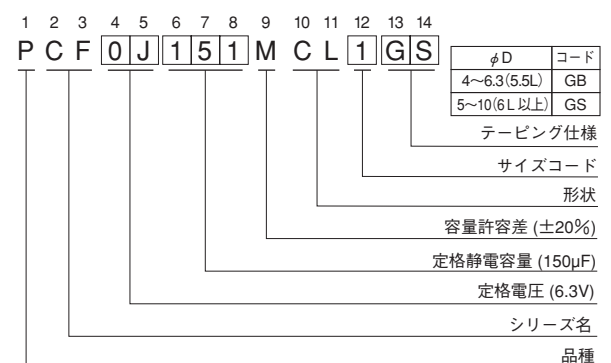 1 2 3 4 5 6 7 8 9 10 11 12 13 14
P C F 0 J 1 5 1 M C L 1 G S
φD コード
4～6.3(5.5L) GB
5～10(6L以上) GS
テーピング仕様
サイズコード
形状
容量許容差 (±20%)
定格静電容量 (150µF)
定格電圧 (6.3V)
シリーズ名
品種